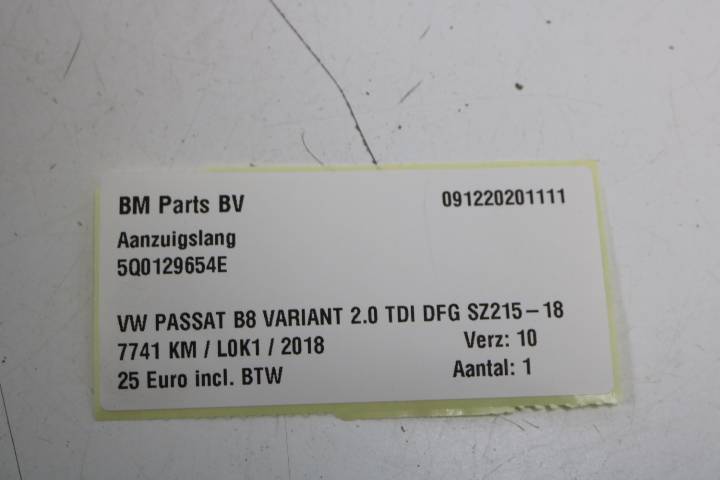 BM Parts BV 091220201111
Aanzuigslang
5Q0129654E
VW PASSAT B8 VARIANT 2.0 TDI DFG SZ215-18
7741 KM / L0K1 / 2018 Verz: 10
25 Euro incl. BTW Aantal: 1